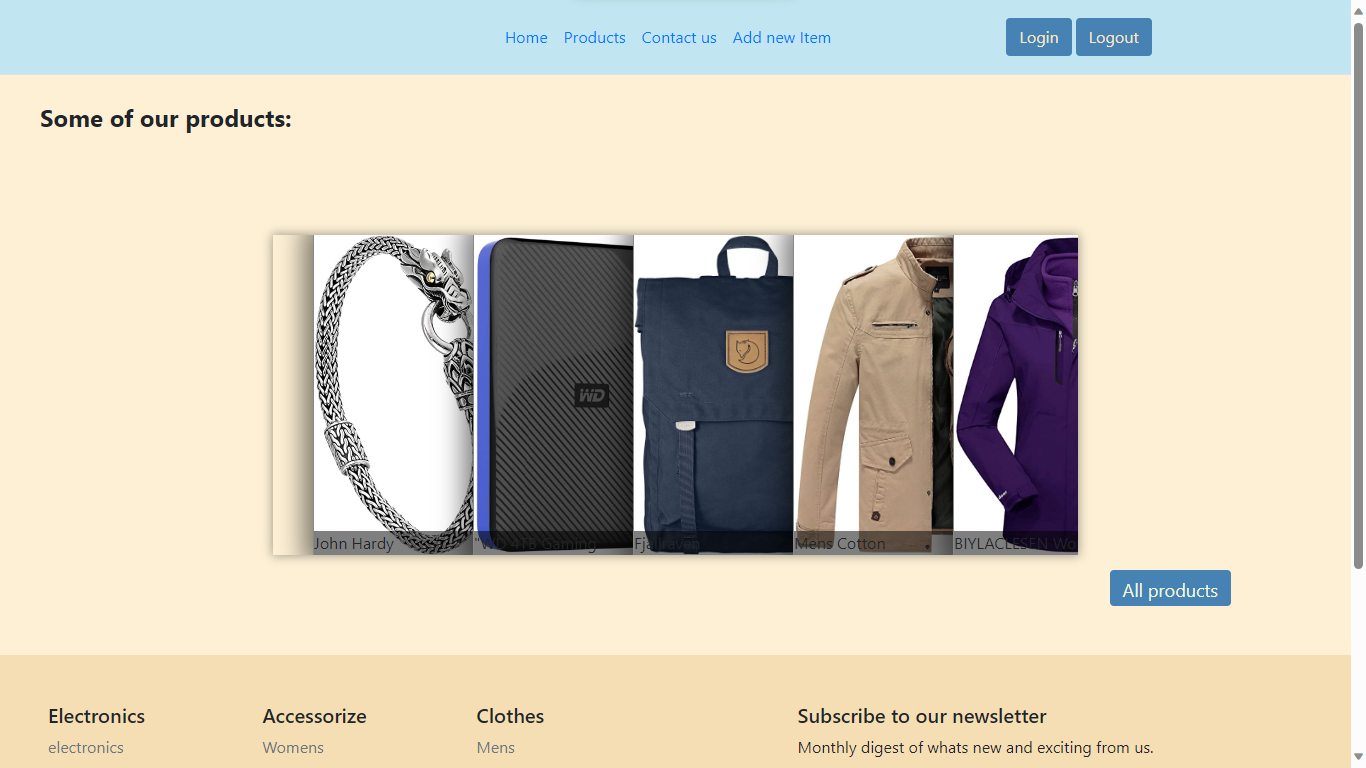 Home Products Contact us Add new Item Login Logout
Some of our products:
WD
John Hardy "WD 4TB Gaming Fjallraven Mens Cotton BIYLACLESEN Wo
All products
Electronics Accessorize Clothes Subscribe to our newsletter
electronics Womens Mens Monthly digest of whats new and exciting from us.